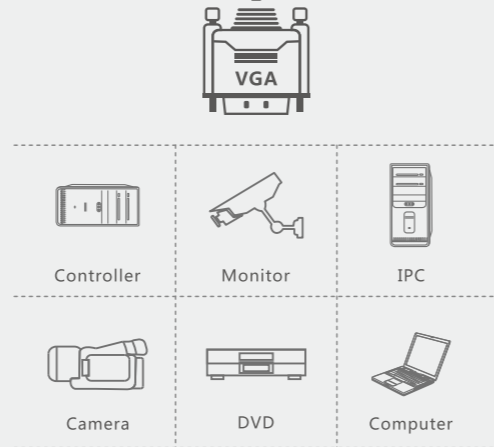 VGA
Controller
Monitor
IPC
Camera
DVD
Computer